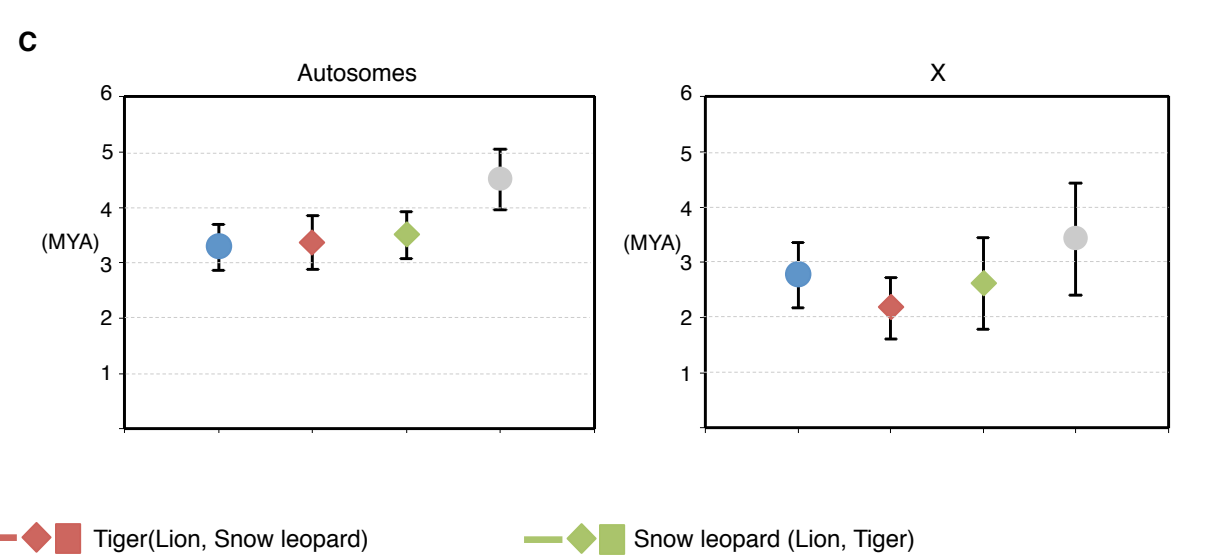 C
Autosomes
6
5
4
(MYA)
3
2
1
X
6
5
4
(MYA)
3
2
1
Tiger(Lion, Snow leopard)
Snow leopard (Lion, Tiger)